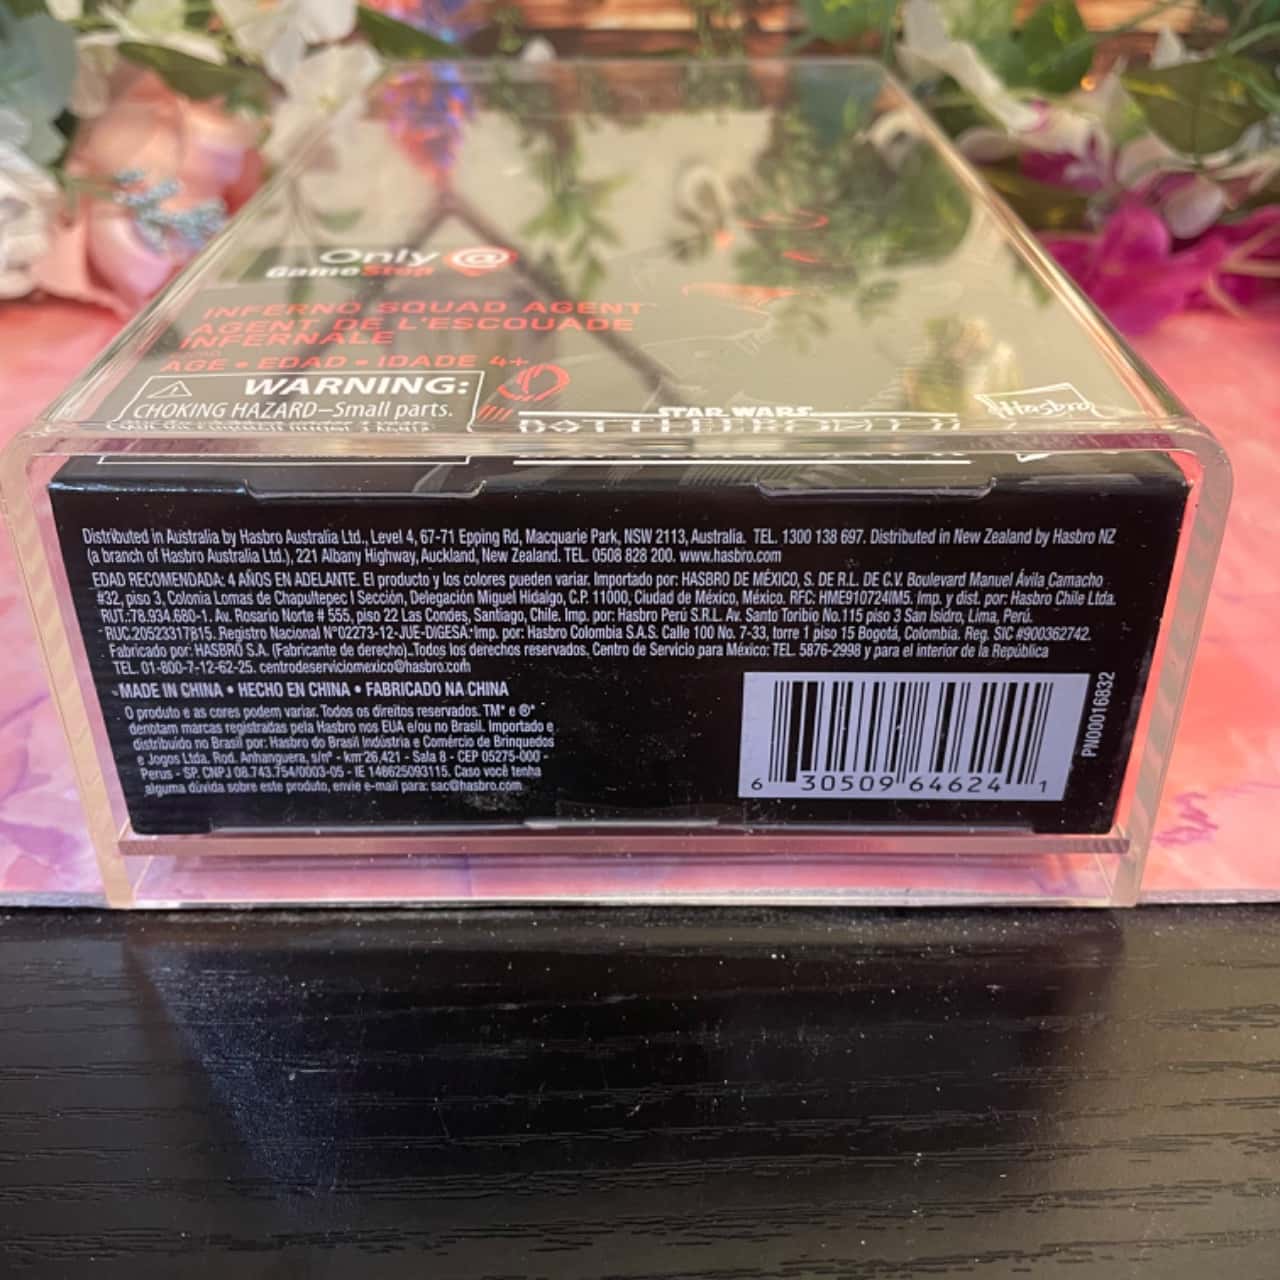 Only @
GameStop
INFERNO SQUAD AGENT
AGENT DE L'ESCOUADE
INFERNALE
AGE • EDAD • IDADE 4+
WARNING:
CHOKING HAZARD–Small parts.
STAR WARS
BATTLEFRONT II
Hasbro
Distributed in Australia by Hasbro Australia Ltd., Level 4, 67-71 Epping Rd, Macquarie Park, NSW 2113, Australia. TEL. 1300 138 697. Distributed in New Zealand by Hasbro NZ
(a branch of Hasbro Australia Ltd.), 221 Albany Highway, Auckland, New Zealand. TEL. 0508 828 200. www.hasbro.com
EDAD RECOMENDADA: 4 AÑOS EN ADELANTE. El producto y los colores pueden variar. Importado por: HASBRO DE MÉXICO, S. DE R.L. DE C.V. Boulevard Manuel Ávila Camacho
#32, piso 3, Colonia Lomas de Chapultepec I Sección, Delegación Miguel Hidalgo, C.P. 11000, Ciudad de México, México. RFC: HME910724IM5. Imp. y dist. por: Hasbro Chile Ltda.
RUT.:78.934.680-1. Av. Rosario Norte # 555, piso 22 Las Condes, Santiago, Chile. Imp. por: Hasbro Perú S.R.L. Av. Santo Toribio No.115 piso 3 San Isidro, Lima, Perú.
RUC.20523317815. Registro Nacional N°02273-12-JUE-DIGESA. Imp. por: Hasbro Colombia S.A.S. Calle 100 No. 7-33, torre 1 piso 15 Bogotá, Colombia. Reg. SIC #900362742.
Fabricado por: HASBRO S.A. (Fabricante de derecho). Todos los derechos reservados. Centro de Servicio para México: TEL. 5876-2998 y para el interior de la República
TEL. 01-800-7-12-62-25. centrodeserviciomexico@hasbro.com
MADE IN CHINA • HECHO EN CHINA • FABRICADO NA CHINA
O produto e as cores podem variar. Todos os direitos reservados. TM* e ®*
denotam marcas registradas pela Hasbro nos EUA e/ou no Brasil. Importado e
distribuído no Brasil por: Hasbro do Brasil Indústria e Comércio de Brinquedos
e Jogos Ltda. Rod. Anhanguera, s/nº - km 26,421 - Sala 8 - CEP 05275-000 -
Perus - SP. CNPJ 08.743.754/0003-05 - IE 148625093115. Caso você tenha
alguma dúvida sobre este produto, envie e-mail para: sac@hasbro.com
6 30509 64624 1
PN00016832